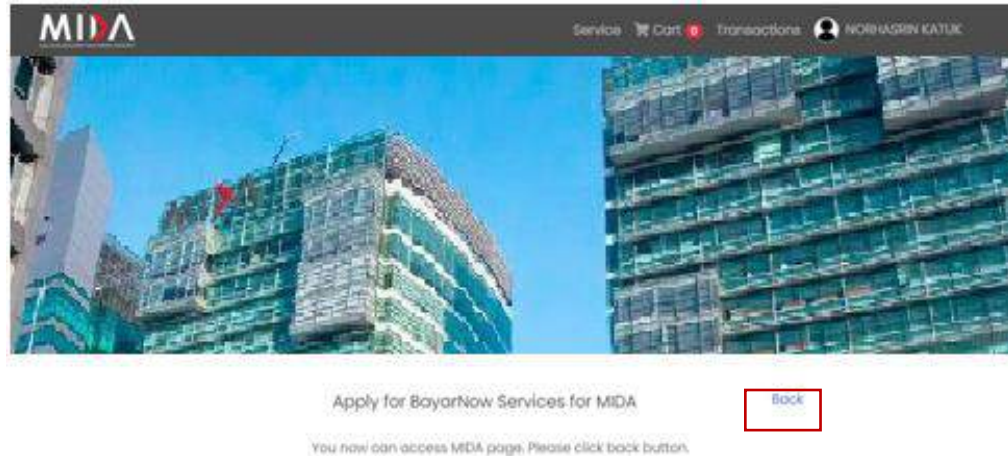 MIDA
Service Cart 0 Transactions NORHASRIN KATUK
Apply for BayarNow Services for MIDA
Back
You now can access MIDA page. Please click back button.